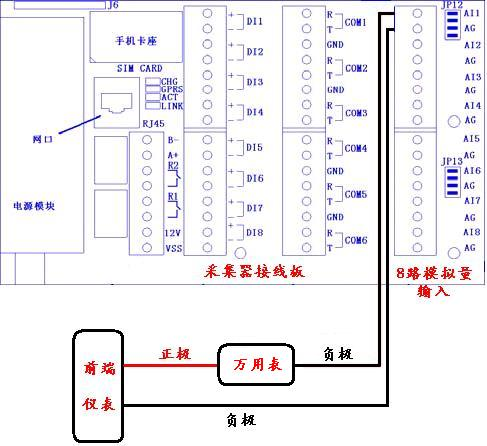 J6
手机卡座
SIM CARD
CHG
GPRS
ACT
LINK
RJ45
网口
电源模块
B-
A+
R2
R1
12V
VSS
+ DI1 -
+ DI2 -
+ DI3 -
+ DI4 -
+ DI5 -
+ DI6 -
+ DI7 -
+ DI8 -
R
T COM1
GND
R
T COM2
GND
R
T COM3
R
T COM4
GND
R
T COM5
GND
R
T COM6
JP12
AI1
AG
AI2
AG
AI3
AG
AI4
AG
AI5
AG
JP13
AI6
AG
AI7
AG
AI8
AG
采集器接线板
8路模拟量
输入
前端
仪表
正极
万用表
负极
负极